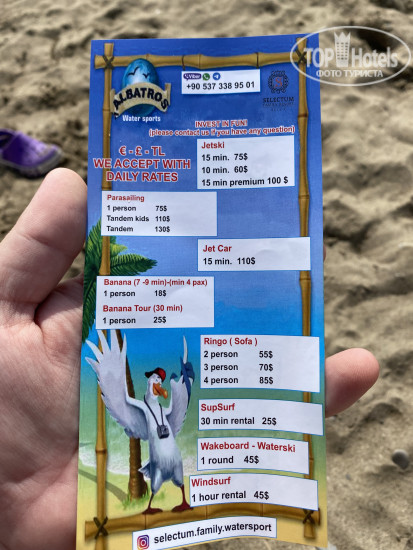 TopHotels
ФОТО ТУРИСТА
ALBATROS
Water sports
Viber
+90 537 338 95 01
SELECTUM
INVEST IN FUN!
(please contact us if you have any question)
€ - £ - TL
WE ACCEPT WITH
DAILY RATES
Jetski
15 min. 75$
10 min. 60$
15 min premium 100 $
Parasailing
1 person 75$
Tandem kids 110$
Tandem 130$
Jet Car
15 min. 110$
Banana (7 -9 min)-(min 4 pax)
1 person 18$
Banana Tour (30 min)
1 person 25$
Ringo ( Sofa )
2 person 55$
3 person 70$
4 person 85$
SupSurf
30 min rental 25$
Wakeboard - Waterski
1 round 45$
Windsurf
1 hour rental 45$
selectum.family.watersport